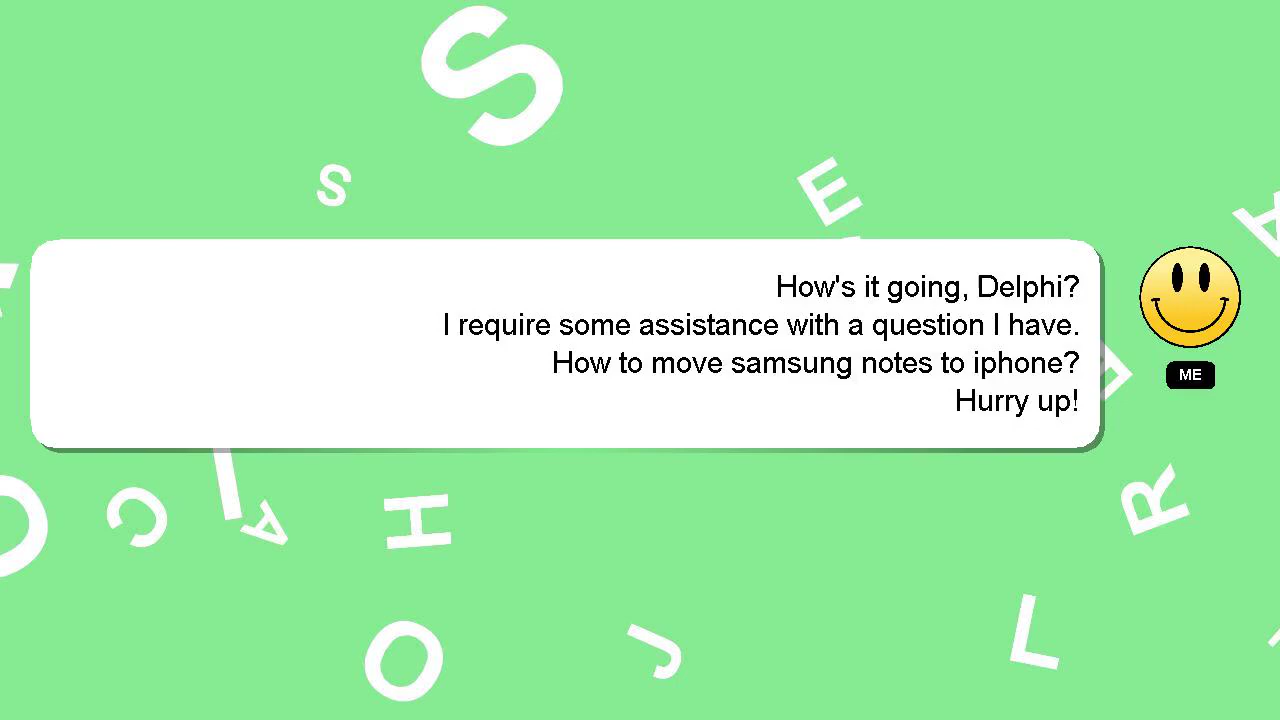 S
S
E
A
How's it going, Delphi?
I require some assistance with a question I have.
How to move samsung notes to iphone?
Hurry up!
ME
E
C
A
H
R
O
J
L